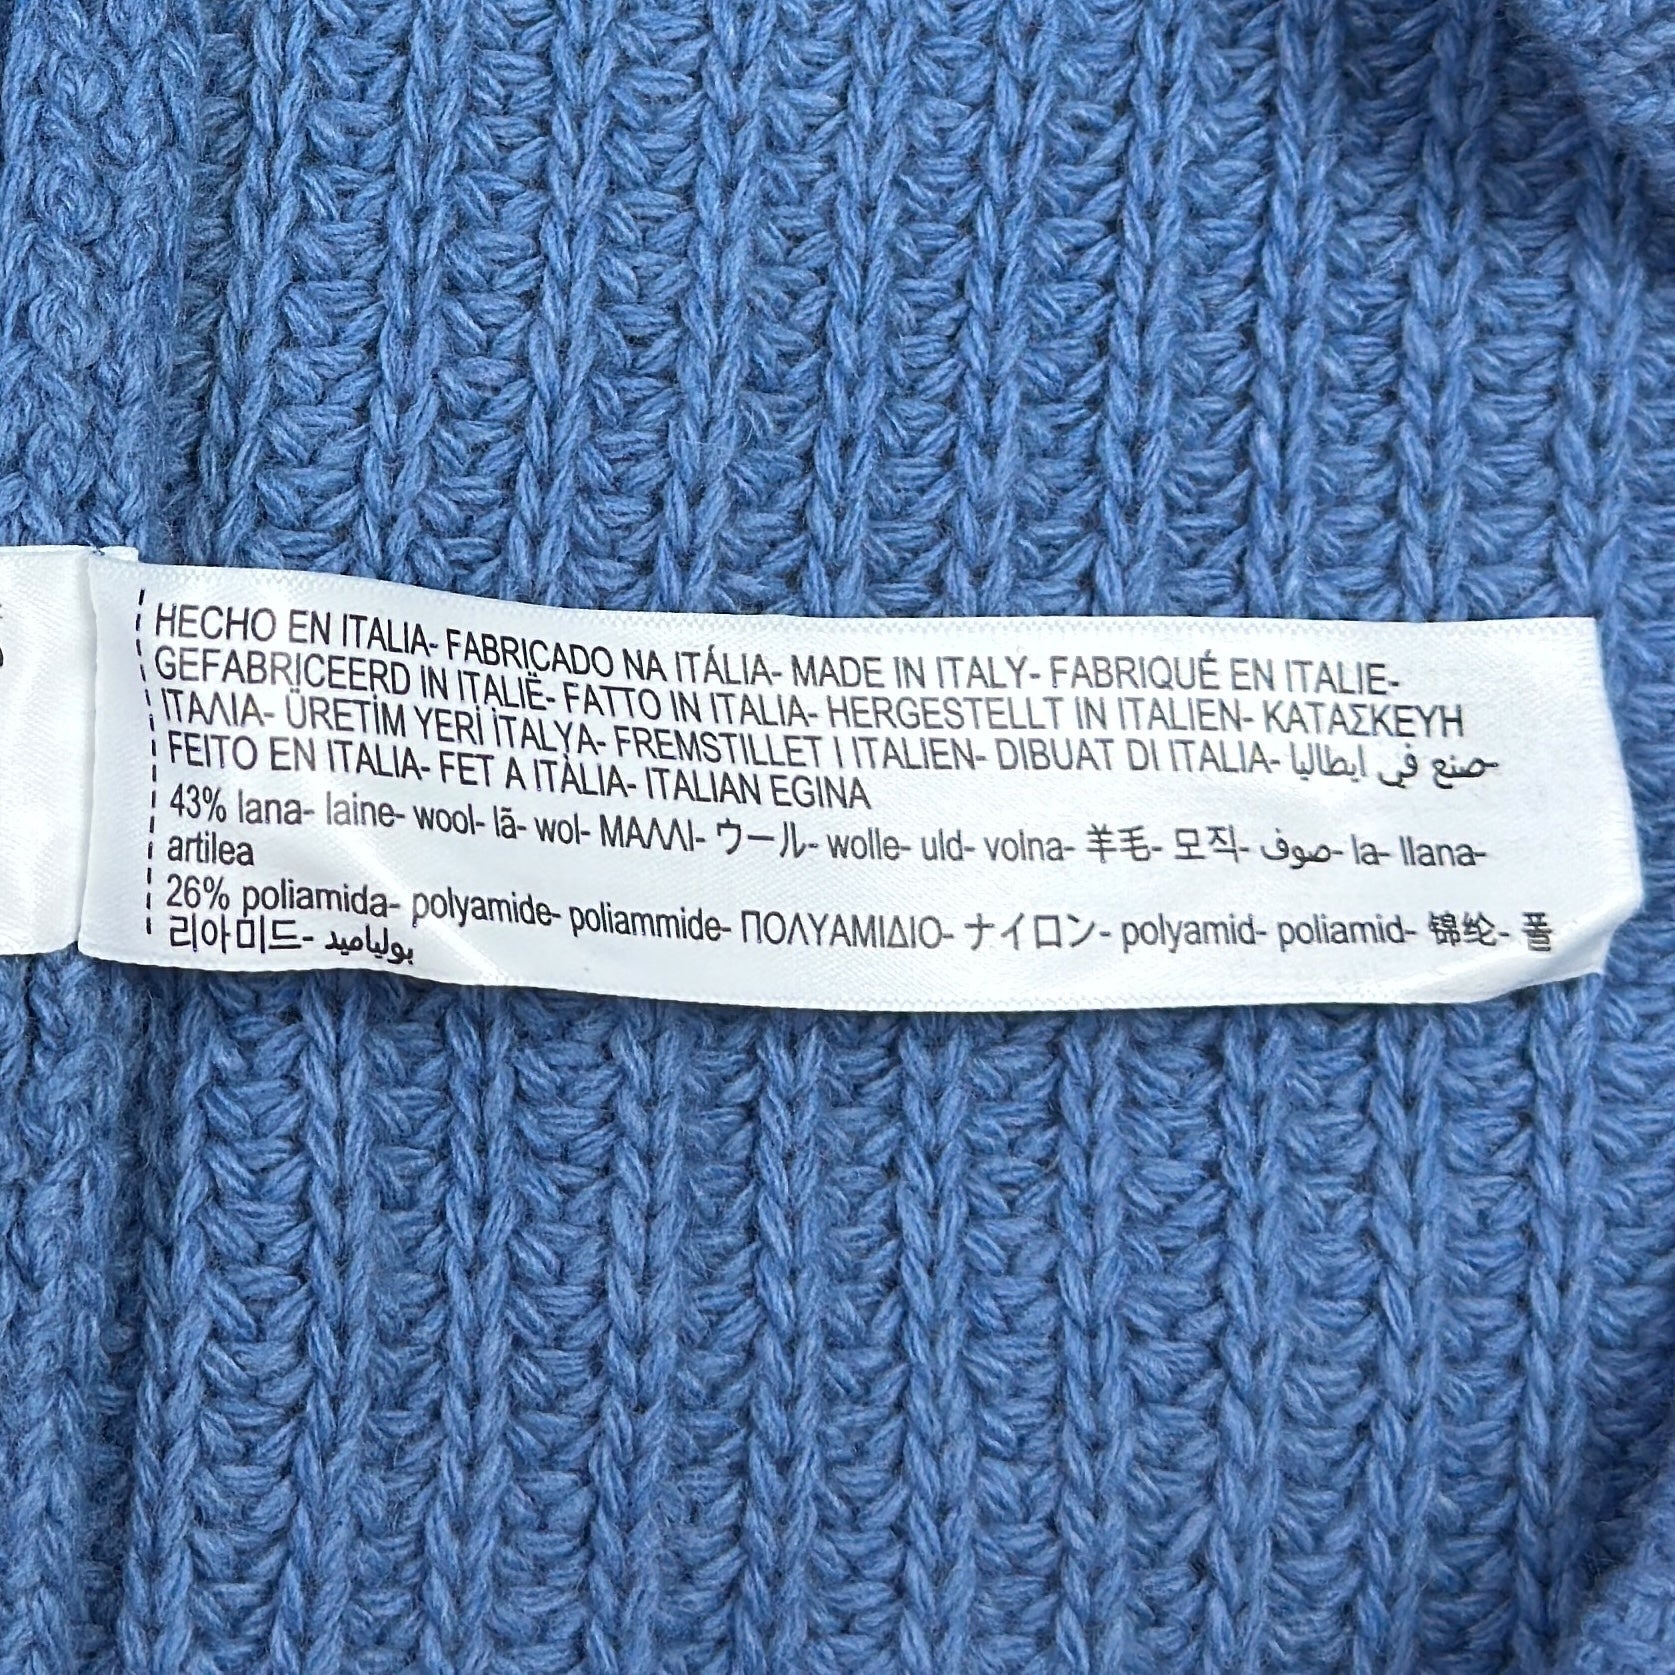 HECHO EN ITALIA- FABRICADO NA ITÁLIA- MADE IN ITALY- FABRIQUÉ EN ITALIE-
GEFABRICEERD IN ITALIË- FATTO IN ITALIA- HERGESTELLT IN ITALIEN- ΚΑΤΑΣΚΕΥΗ
ΙΤΑΛΙΑ- ÜRETİM YERİ İTALYA- FREMSTILLET I ITALIEN- DIBUAT DI ITALIA- صنع في ايطاليا-
FEITO EN ITALIA- FET A ITÀLIA- ITALIAN EGINA
43% lana- laine- wool- lã- wol- ΜΑΛΛΙ- ウール- wolle- uld- volna- 羊毛- 모직- صوف- la- llana-
artilea
26% poliamida- polyamide- poliammide- ΠΟΛΥΑΜΙΔΙΟ- ナイロン- polyamid- poliamid- 锦纶- 폴
리아미드- بولياميد